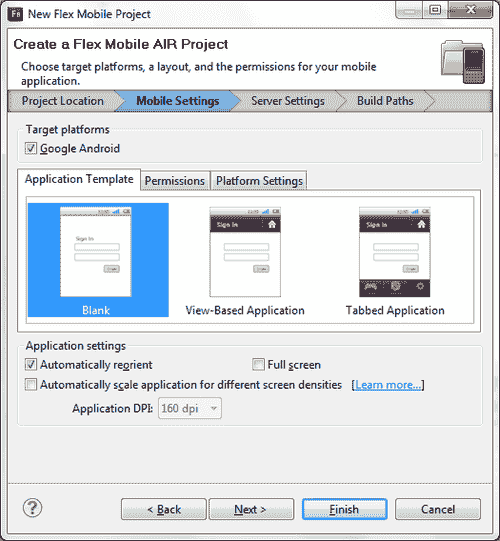 Fb New Flex Mobile Project
Create a Flex Mobile AIR Project
Choose target platforms, a layout, and the permissions for your mobile
application.
Project Location Mobile Settings Server Settings Build Paths
Target platforms
Google Android
Application Template Permissions Platform Settings
Sign In Sign In Sign In
Blank View-Based Application Tabbed Application
Application settings
Automatically reorient Full screen
Automatically scale application for different screen densities [Learn more...]
Application DPI: 160 dpi
? < Back Next > Finish Cancel